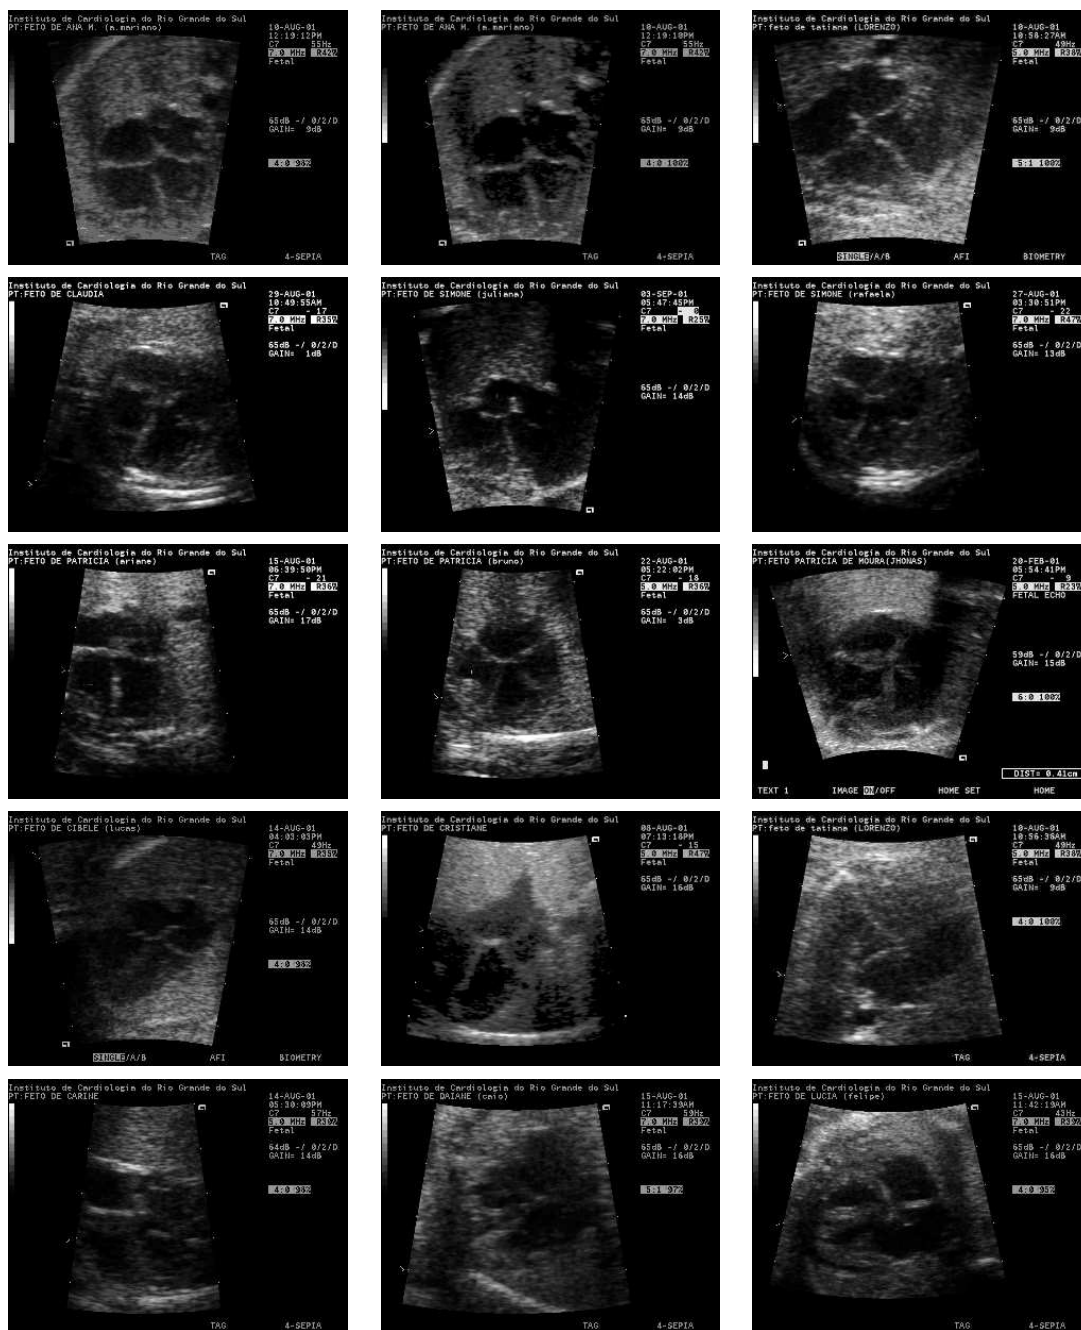 Instituto de Cardiologia do Rio Grande do Sul
PT:FETO DE ANA M. (m.mariano)
10-AUG-01
12:19:12PM
C7 55Hz
7.0 MHz R42%
Fetal
65dB -/ 0/2/D
GAIN= 9dB
4:0 98%
TAG 4-SEPIA
Instituto de Cardiologia do Rio Grande do Sul
PT:FETO DE ANA M. (m.mariano)
10-AUG-01
12:19:10PM
C7 55Hz
7.0 MHz R42%
Fetal
65dB -/ 0/2/D
GAIN= 9dB
4:0 100%
TAG 4-SEPIA
Instituto de Cardiologia do Rio Grande do Sul
PT:feto de tatiana (LORENZO)
10-AUG-01
10:58:27AM
C7 49Hz
5.0 MHz R38%
Fetal
65dB -/ 0/2/D
GAIN= 9dB
5:1 100%
SINGLE/A/B AFI BIOMETRY
Instituto de Cardiologia do Rio Grande do Sul
PT:FETO DE CLAUDIA
29-AUG-01
10:49:55AM
C7 - 17
7.0 MHz R35%
Fetal
65dB -/ 0/2/D
GAIN= 1dB
Instituto de Cardiologia do Rio Grande do Sul
PT:FETO DE SIMONE (juliana)
03-SEP-01
05:47:45PM
C7 - 0
7.0 MHz R25%
Fetal
65dB -/ 0/2/D
GAIN= 14dB
Instituto de Cardiologia do Rio Grande do Sul
PT:FETO DE SIMONE (rafaela)
27-AUG-01
03:30:51PM
C7 - 22
7.0 MHz R47%
Fetal
65dB -/ 0/2/D
GAIN= 13dB
Instituto de Cardiologia do Rio Grande do Sul
PT:FETO DE PATRICIA (ariane)
15-AUG-01
06:39:50PM
C7 - 21
7.0 MHz R36%
Fetal
65dB -/ 0/2/D
GAIN= 17dB
Instituto de Cardiologia do Rio Grande do Sul
PT:FETO DE PATRICIA (bruno)
22-AUG-01
05:22:02PM
C7 - 18
5.0 MHz R36%
Fetal
65dB -/ 0/2/D
GAIN= 3dB
Instituto de Cardiologia do Rio Grande do Sul
PT:FETO PATRICIA DE MOURA(JHONAS)
20-FEB-01
05:54:41PM
C7 - 9
5.0 MHz R23%
FETAL ECHO
59dB -/ 0/2/D
GAIN= 15dB
6:0 100%
DIST= 0.41cm
TEXT 1 IMAGE ON/OFF HOME SET HOME
Instituto de Cardiologia do Rio Grande do Sul
PT:FETO DE CIBELE (lucas)
14-AUG-01
04:03:03PM
C7 49Hz
7.0 MHz R38%
Fetal
65dB -/ 0/2/D
GAIN= 14dB
4:0 98%
SINGLE/A/B AFI BIOMETRY
Instituto de Cardiologia do Rio Grande do Sul
PT:FETO DE CRISTIANE
08-AUG-01
07:13:16PM
C7 - 15
5.0 MHz R47%
Fetal
65dB -/ 0/2/D
GAIN= 16dB
Instituto de Cardiologia do Rio Grande do Sul
PT:feto de tatiana (LORENZO)
10-AUG-01
10:56:36AM
C7 49Hz
5.0 MHz R38%
Fetal
65dB -/ 0/2/D
GAIN= 9dB
4:0 100%
TAG 4-SEPIA
Instituto de Cardiologia do Rio Grande do Sul
PT:FETO DE CARINE
14-AUG-01
05:30:09PM
C7 57Hz
5.0 MHz R30%
Fetal
64dB -/ 0/2/D
GAIN= 14dB
4:0 98%
TAG 4-SEPIA
Instituto de Cardiologia do Rio Grande do Sul
PT:FETO DE DAIANE (caio)
15-AUG-01
11:17:39AM
C7 59Hz
7.0 MHz R30%
Fetal
65dB -/ 0/2/D
GAIN= 16dB
5:1 97%
TAG 4-SEPIA
Instituto de Cardiologia do Rio Grande do Sul
PT:FETO DE LUCIA (felipe)
15-AUG-01
11:42:19AM
C7 43Hz
7.0 MHz R39%
Fetal
65dB -/ 0/2/D
GAIN= 16dB
4:0 95%
TAG 4-SEPIA